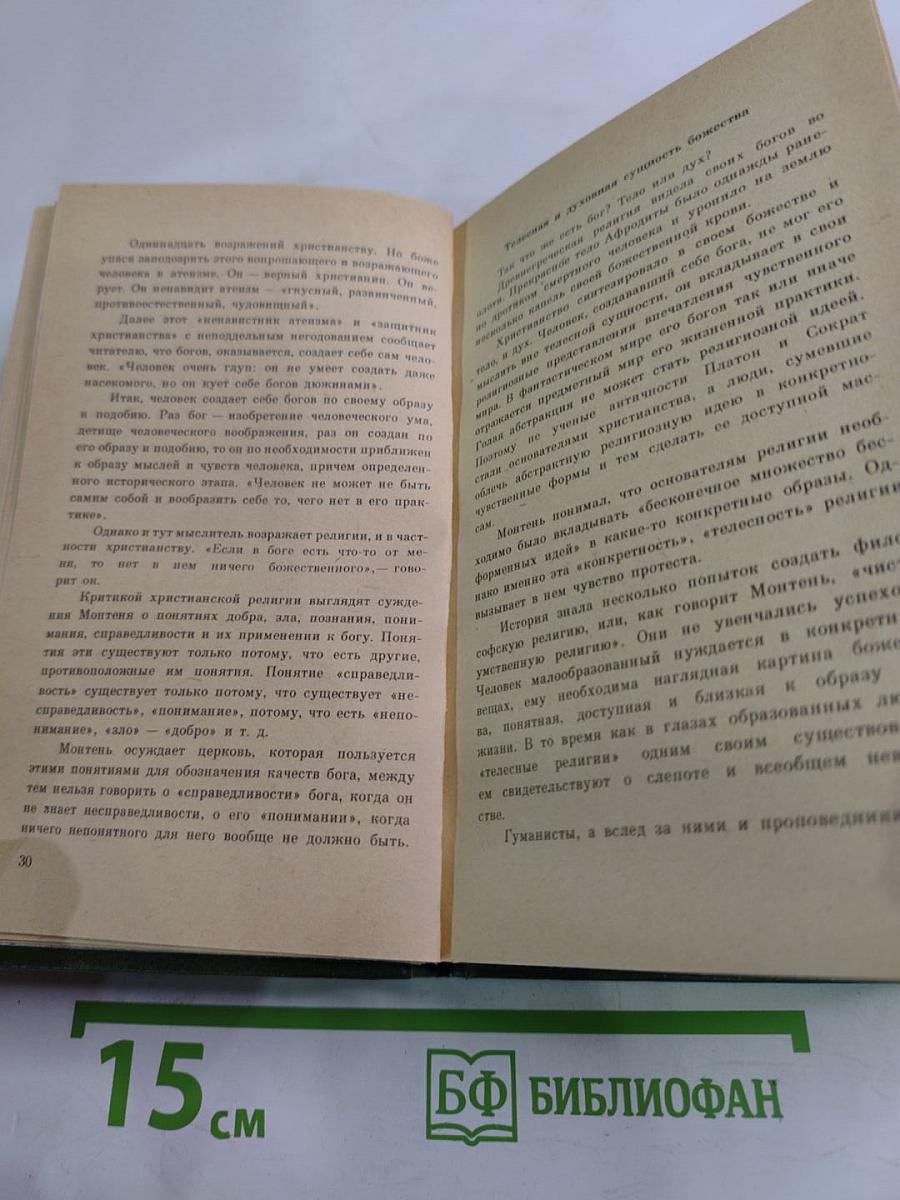 Одиннадцать возражений христианству. Но боже
упаси заподозрить этого вопрошающего и возражающего
человека в атеизме. Он — верный христианин. Он ве-
рует. Он ненавидит атеизм — «гнусный, разнузданный,
противоестественный, чудовищный».
Далее этот «ненавистник атеизма» и «защитник
христианства» с неподдельным негодованием сообщает
читателю, что богов, оказывается, создает себе сам чело-
век. «Человек очень глуп: он не умеет создать даже
насекомого, но он кует себе богов дюжинами».
Итак, человек создает себе богов по своему образу
и подобию. Раз бог — изобретение человеческого ума,
детище человеческого воображения, раз он создан по
его образу и подобию, то он по необходимости приближен
к образу мыслей и чувств человека, причем определен-
ного исторического этапа. «Человек не может не быть
самим собой и вообразить себе то, чего нет в его прак-
тике».
Однако и тут мыслитель возражает религии, и в част-
ности христианству. «Если в боге есть что-то от ме-
ня, то нет в нем ничего божественного»,— гово-
рит он.
Критикой христианской религии выглядят сужде-
ния Монтеня о понятиях добра, зла, познания, пони-
мания, справедливости и их применении к богу. Поня-
тия эти существуют только потому, что есть другие,
противоположные им понятия. Понятие «справедли-
вость» существует только потому, что существует «не-
справедливость», «понимание», потому, что есть «непо-
нимание», «зло» — «добро» и т. д.
Монтень осуждает церковь, которая пользуется
этими понятиями для обозначения качеств бога, между
тем нельзя говорить о «справедливости» бога, когда он
не знает несправедливости, о его «понимании», когда
ничего непонятного для него вообще не должно быть.
30
Телесная и духовная сущность божества
Так что же есть бог? Тело или дух?
Древнегреческая религия видела своих богов во
плоти. Прекрасное тело Афродиты было однажды ране-
но дротиком смертного человека и уронило на землю
несколько капель своей божественной крови.
Христианство синтезировало в своем божестве и
тело, и дух. Человек, создававший себе бога, не мог его
мыслить вне телесной сущности, он вкладывает в свои
религиозные представления впечатления чувственного
мира. В фантастическом мире его богов так или иначе
отражается предметный мир его жизненной практики.
Голая абстракция не может стать религиозной идеей.
Поэтому не ученые античности Платон и Сократ
стали основателями христианства, а люди, сумевшие
облечь абстрактную религиозную идею в конкретно-
чувственные формы и тем сделать ее доступной мас-
сам.
Монтень понимал, что основателям религии необ-
ходимо было вкладывать «бесконечное множество бес-
форменных идей» в какие-то конкретные образы. Од-
нако именно эта «конкретность», «телесность» религии
вызывает в нем чувство протеста.
История знала несколько попыток создать фило
софскую религию, или, как говорит Монтень, «чист
умственную религию». Они не увенчались успехо
Человек малообразованный нуждается в конкретн
вещах, ему необходима наглядная картина боже
ва, понятная, доступная и близкая к образу
жизни. В то время как в глазах образованных лю
«телесные религии» одним своим существов
ем свидетельствуют о слепоте и всеобщем нев
стве.
Гуманисты, а вслед за ними и проповедники
15 см
БФ БИБЛИОФАН